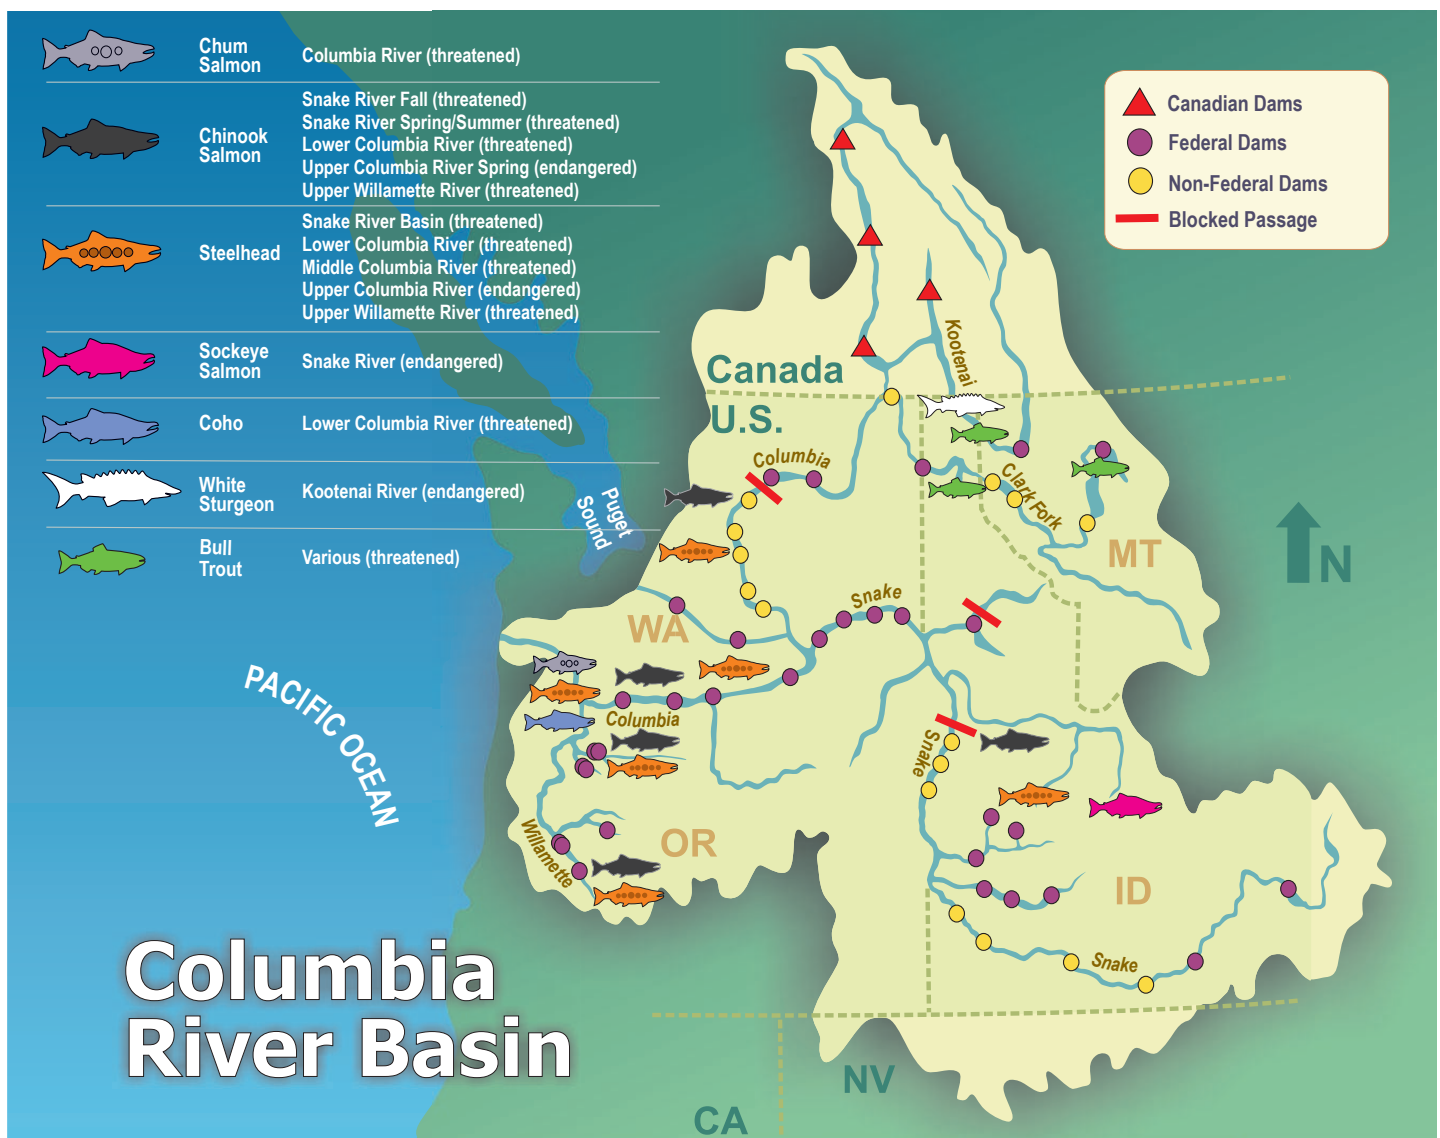 Chum
Salmon
Columbia River (threatened)
Chinook
Salmon
Snake River Fall (threatened)
Snake River Spring/Summer (threatened)
Lower Columbia River (threatened)
Upper Columbia River Spring (endangered)
Upper Willamette River (threatened)
Steelhead
Snake River Basin (threatened)
Lower Columbia River (threatened)
Middle Columbia River (threatened)
Upper Columbia River (endangered)
Upper Willamette River (threatened)
Sockeye
Salmon
Snake River (endangered)
Coho
Lower Columbia River (threatened)
White
Sturgeon
Kootenai River (endangered)
Bull
Trout
Various (threatened)
Canadian Dams
Federal Dams
Non-Federal Dams
Blocked Passage
Canada
U.S.
Kootenai
Columbia
Clark Fork
Puget
Sound
MT
N
Snake
WA
PACIFIC OCEAN
Columbia
Snake
Willamette
OR
ID
Snake
Columbia
River Basin
NV
CA